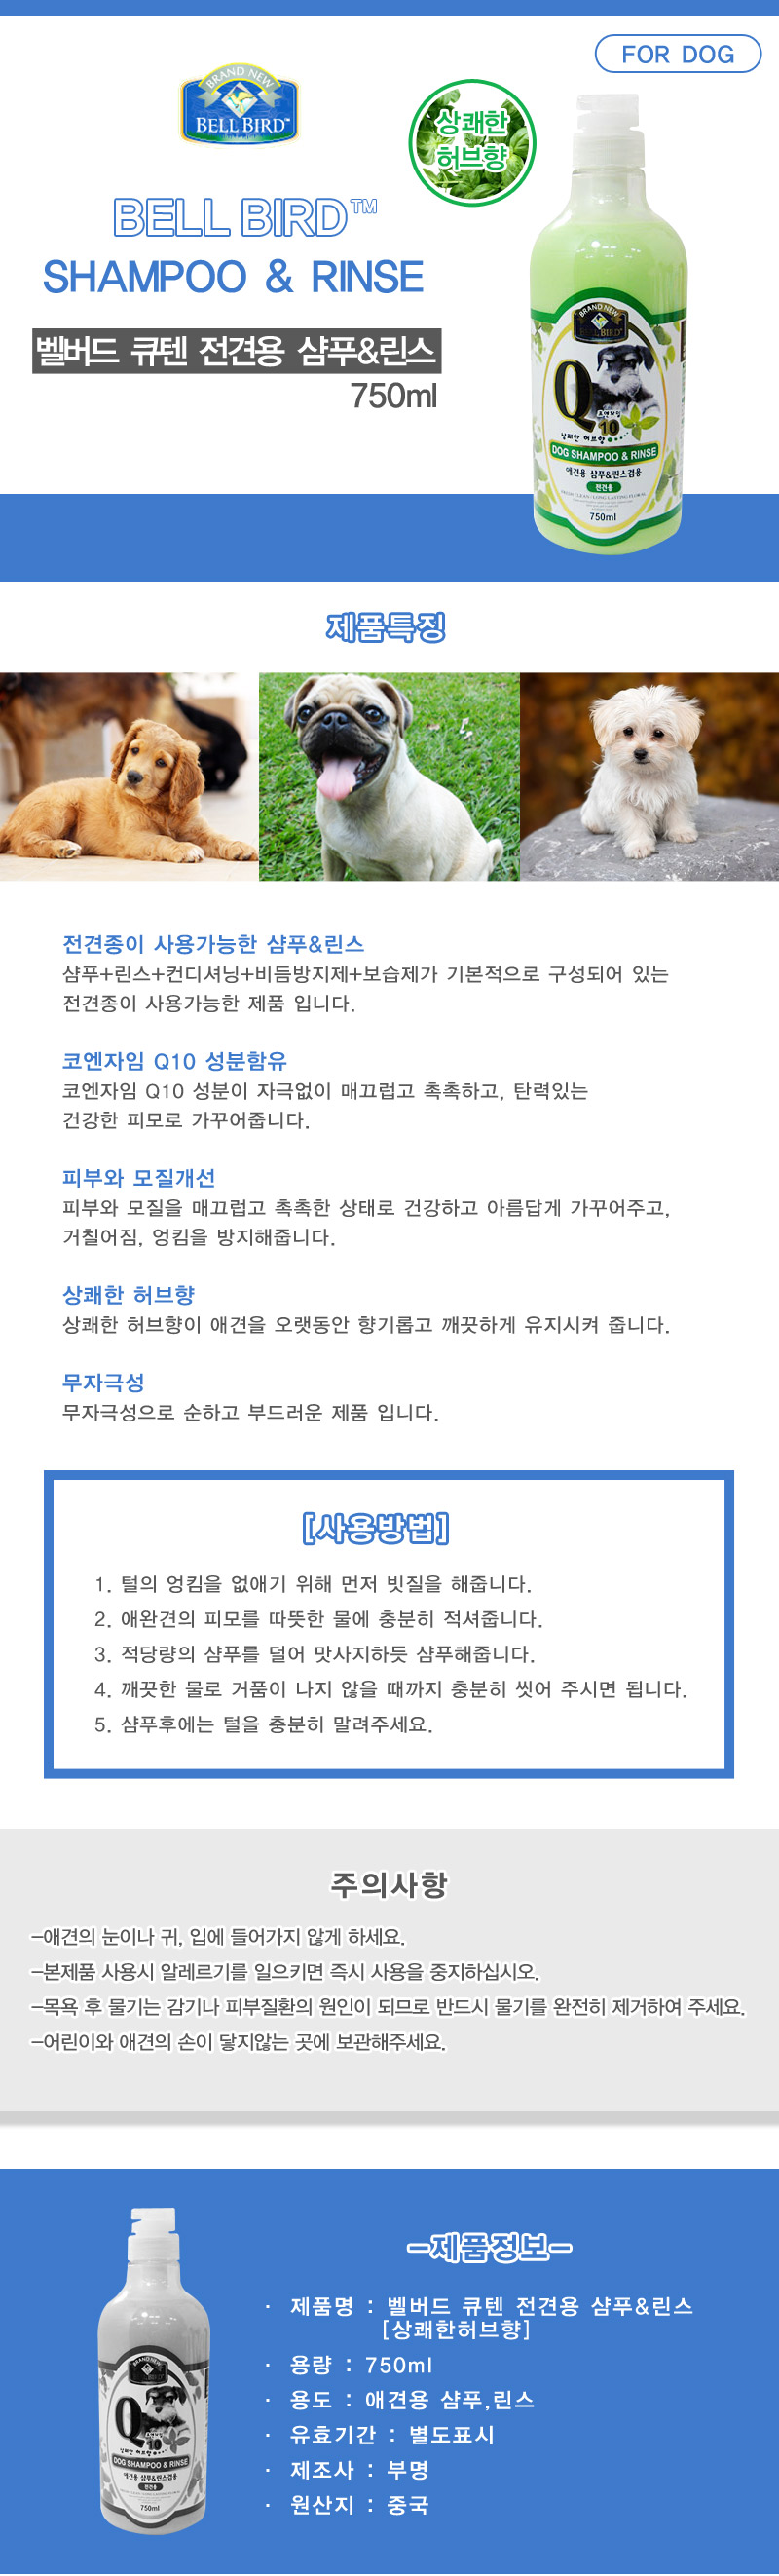 FOR DOG
BRAND NEW
BELL BIRD™
상쾌한
허브향
BELL BIRD™
SHAMPOO & RINSE
벨버드 큐텐 전견용 샴푸&린스
750ml
BRAND NEW
BELL BIRD
Q
코엔자임
10
상쾌한 허브향
DOG SHAMPOO & RINSE
애견용 샴푸&린스겸용
전견용
750ml
제품특징
전견종이 사용가능한 샴푸&린스
샴푸+린스+컨디셔닝+비듬방지제+보습제가 기본적으로 구성되어 있는
전견종이 사용가능한 제품 입니다.
코엔자임 Q10 성분함유
코엔자임 Q10 성분이 자극없이 매끄럽고 촉촉하고, 탄력있는
건강한 피모로 가꾸어줍니다.
피부와 모질개선
피부와 모질을 매끄럽고 촉촉한 상태로 건강하고 아름답게 가꾸어주고,
거칠어짐, 엉킴을 방지해줍니다.
상쾌한 허브향
상쾌한 허브향이 애견을 오랫동안 향기롭고 깨끗하게 유지시켜 줍니다.
무자극성
무자극성으로 순하고 부드러운 제품 입니다.
[사용방법]
1. 털의 엉킴을 없애기 위해 먼저 빗질을 해줍니다.
2. 애완견의 피모를 따뜻한 물에 충분히 적셔줍니다.
3. 적당량의 샴푸를 덜어 맛사지하듯 샴푸해줍니다.
4. 깨끗한 물로 거품이 나지 않을 때까지 충분히 씻어 주시면 됩니다.
5. 샴푸후에는 털을 충분히 말려주세요.
주의사항
-애견의 눈이나 귀, 입에 들어가지 않게 하세요.
-본제품 사용시 알레르기를 일으키면 즉시 사용을 중지하십시오.
-목욕 후 물기는 감기나 피부질환의 원인이 되므로 반드시 물기를 완전히 제거하여 주세요.
-어린이와 애견의 손이 닿지않는 곳에 보관해주세요.
-제품정보-
· 제품명 : 벨버드 큐텐 전견용 샴푸&린스
[상쾌한허브향]
· 용량 : 750ml
· 용도 : 애견용 샴푸,린스
· 유효기간 : 별도표시
· 제조사 : 부명
· 원산지 : 중국
BRAND NEW
BELL BIRD
Q
코엔자임
10
상쾌한 허브향
DOG SHAMPOO & RINSE
애견용 샴푸&린스겸용
전견용
750ml